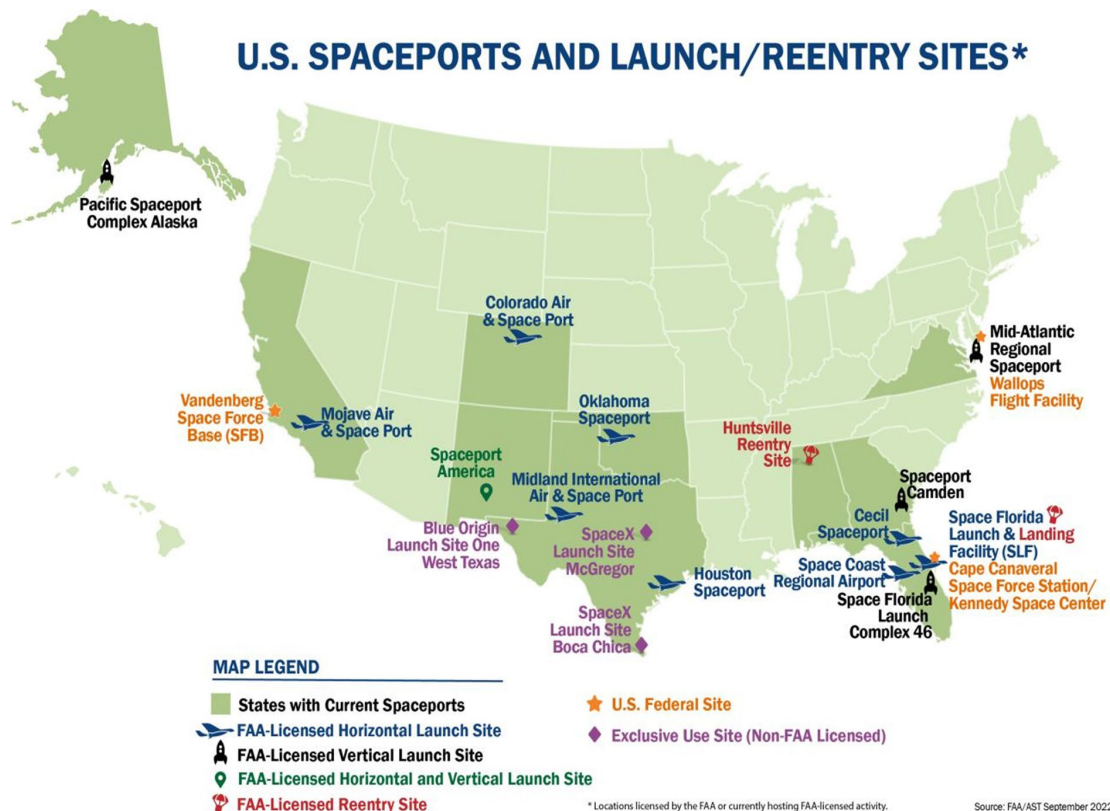 U.S. SPACEPORTS AND LAUNCH/REENTRY SITES*
Pacific Spaceport
Complex Alaska
Colorado Air
& Space Port
Mid-Atlantic
Regional
Spaceport
Wallops
Flight Facility
Vandenberg
Space Force
Base (SFB)
Mojave Air
& Space Port
Oklahoma
Spaceport
Huntsville
Reentry
Site
Spaceport
America
Midland International
Air & Space Port
Spaceport
Camden
Cecil
Spaceport
Space Florida
Launch & Landing
Facility (SLF)
Cape Canaveral
Space Force Station/
Kennedy Space Center
Blue Origin
Launch Site One
West Texas
SpaceX
Launch Site
McGregor
Houston
Spaceport
Space Coast
Regional Airport
Space Florida
Launch
Complex 46
SpaceX
Launch Site
Boca Chica
MAP LEGEND
States with Current Spaceports
FAA-Licensed Horizontal Launch Site
FAA-Licensed Vertical Launch Site
FAA-Licensed Horizontal and Vertical Launch Site
FAA-Licensed Reentry Site
U.S. Federal Site
Exclusive Use Site (Non-FAA Licensed)
* Locations licensed by the FAA or currently hosting FAA-licensed activity.
Source: FAA/AST September 2022